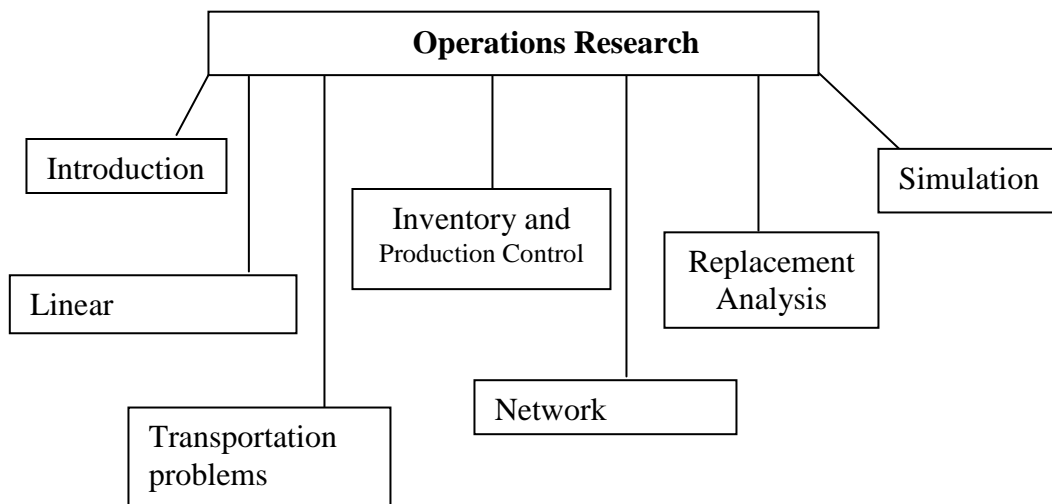 Operations Research
Introduction
Simulation
Inventory and
Production Control
Replacement
Analysis
Linear
Network
Transportation
problems